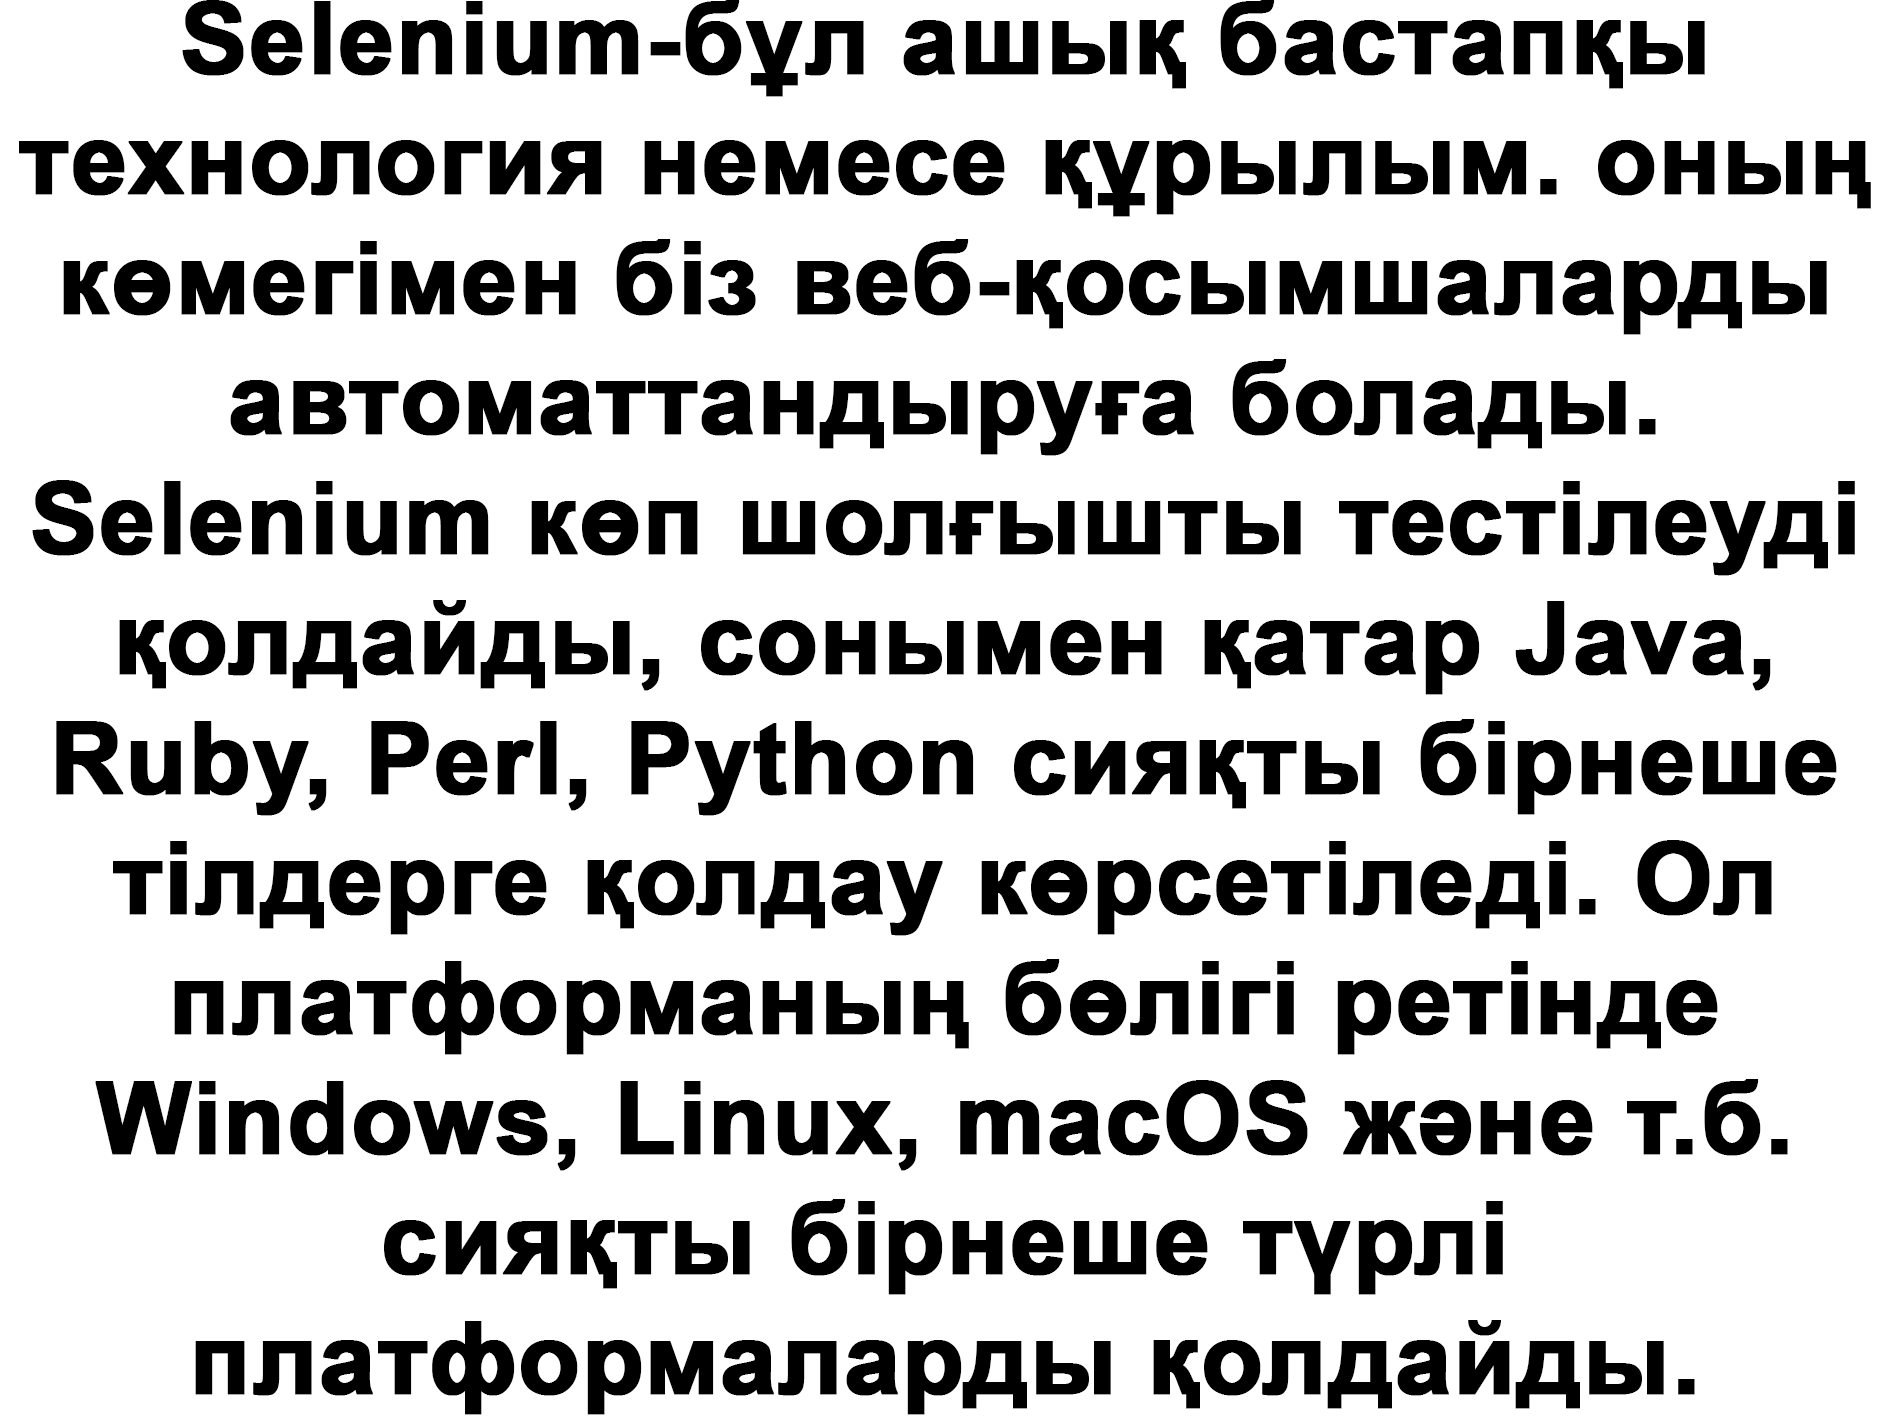 Selenium-бұл ашық бастапқы
технология немесе құрылым. оның
көмегімен біз веб-қосымшаларды
автоматтандыруға болады.
Selenium көп шолғышты тестілеуді
қолдайды, сонымен қатар Java,
Ruby, Perl, Python сияқты бірнеше
тілдерге қолдау көрсетіледі. Ол
платформаның бөлігі ретінде
Windows, Linux, macOS және т.б.
сияқты бірнеше түрлі
платформаларды қолдайды.